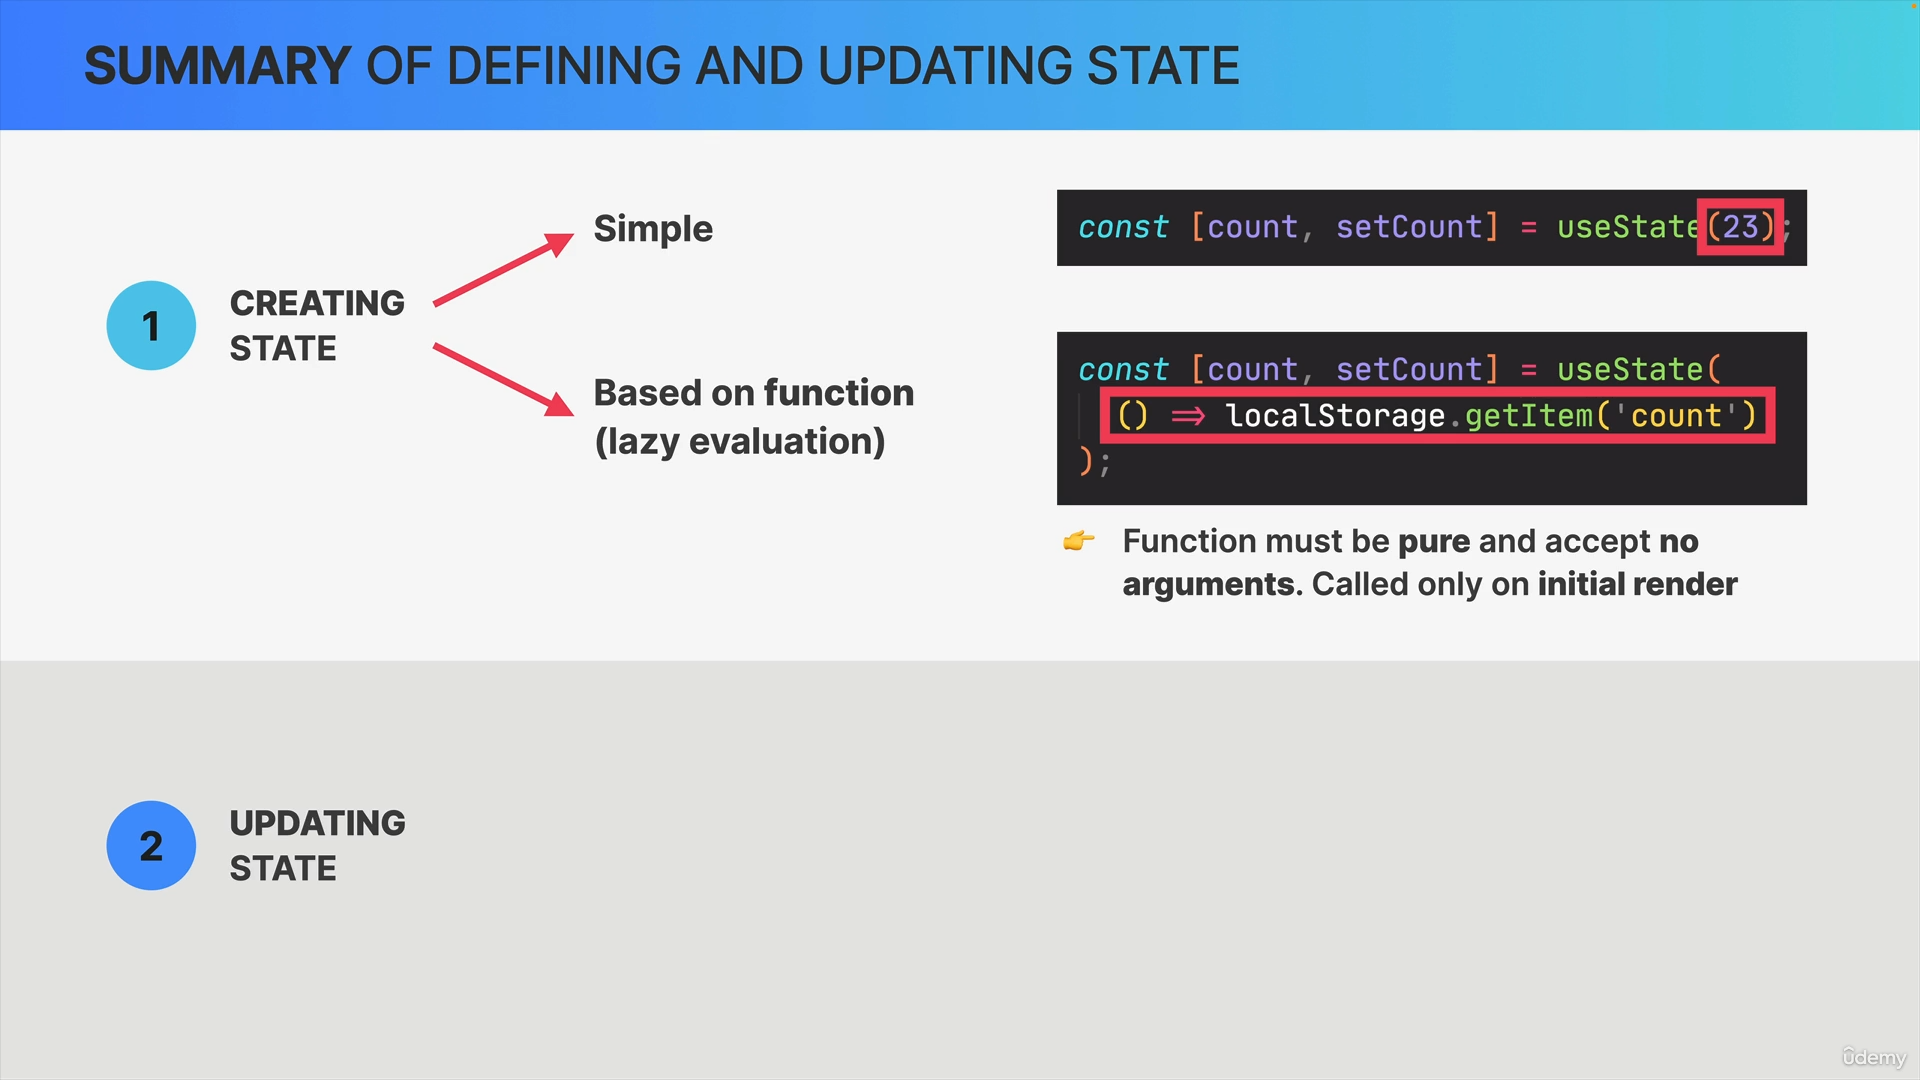 SUMMARY OF DEFINING AND UPDATING STATE
1
CREATING
STATE
Simple
const [count, setCount] = useState(23);
Based on function
(lazy evaluation)
const [count, setCount] = useState(
() => localStorage.getItem('count')
);
👉 Function must be pure and accept no
arguments. Called only on initial render
2
UPDATING
STATE
ûdemy